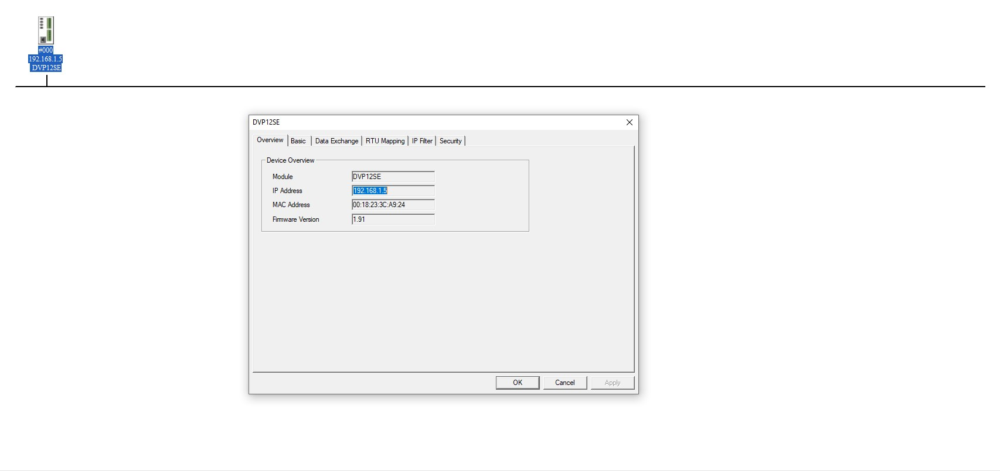 #000
192.168.1.5
DVP12SE
DVP12SE
Overview Basic Data Exchange RTU Mapping IP Filter Security
Device Overview
Module DVP12SE
IP Address 192.168.1.5
MAC Address 00:18:23:3C:A9:24
Firmware Version 1.91
OK Cancel Apply